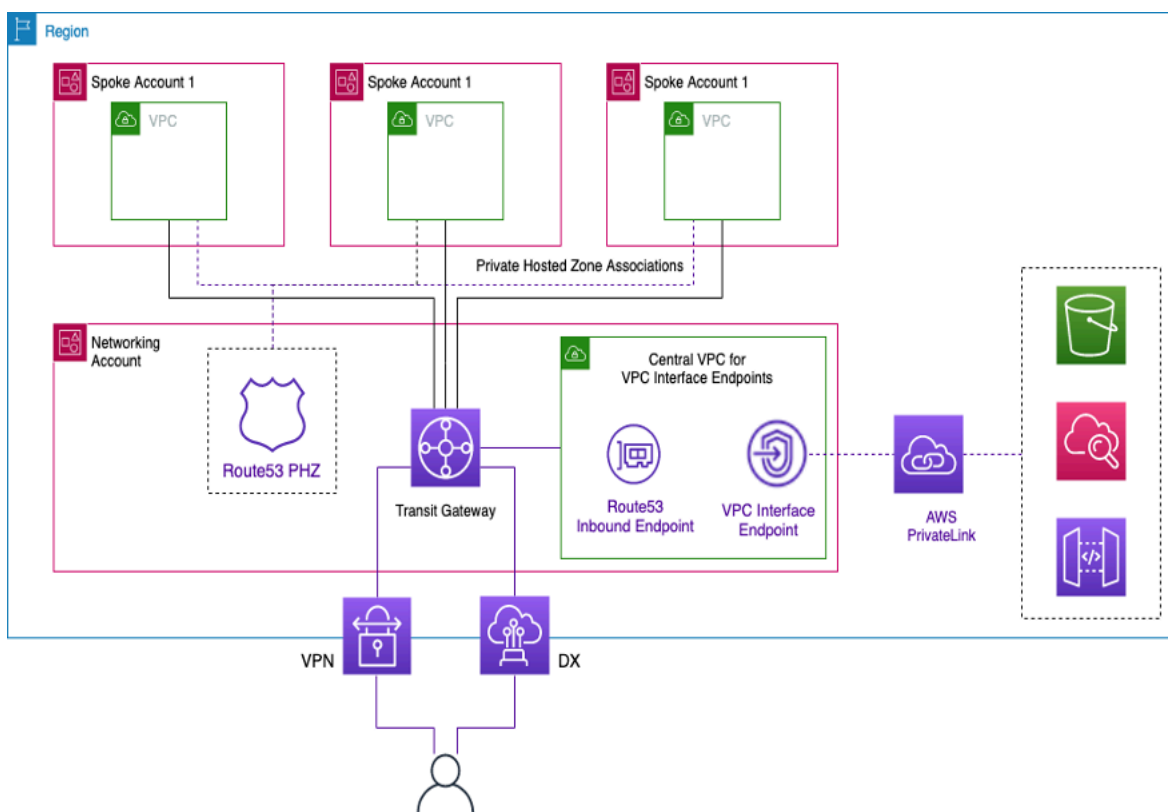 Region
Spoke Account 1
VPC
Spoke Account 1
VPC
Spoke Account 1
VPC
Private Hosted Zone Associations
Networking
Account
Route53 PHZ
Transit Gateway
Central VPC for
VPC Interface Endpoints
Route53
Inbound Endpoint
VPC Interface
Endpoint
AWS
PrivateLink
</>
VPN
DX